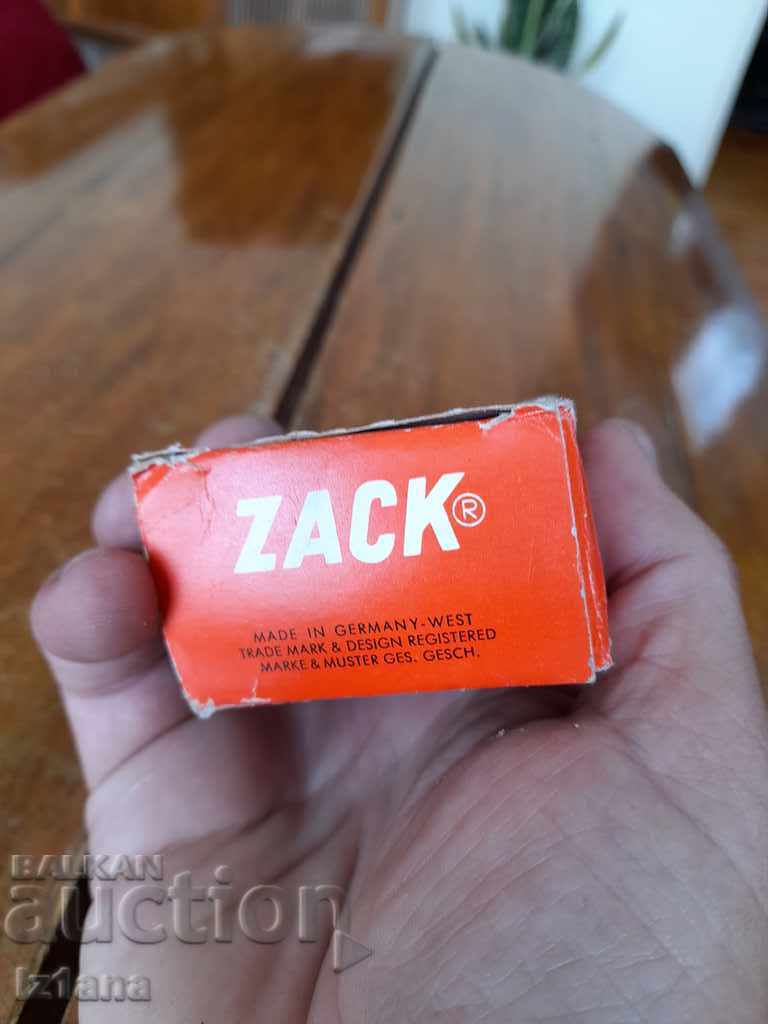 ZACK®
MADE IN GERMANY-WEST
TRADE MARK & DESIGN REGISTERED
MARKE & MUSTER GES. GESCH.
BALKAN
auction
iz1ana